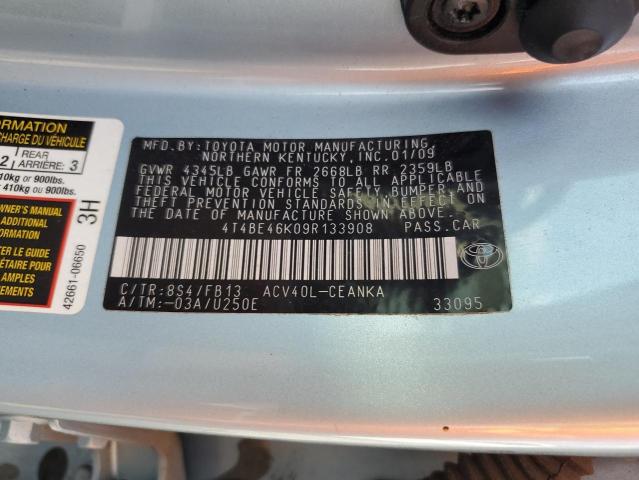 ORMATION
CHARGE DU VÉHICULE
2 REAR ARRIÈRE: 3
10kg or 900lbs.
r 410kg ou 900lbs.
OWNER'S MANUAL
ADDITIONAL
FORMATION
ER LE GUIDE
ÉTAIRE POUR
AMPLES
NEMENTS
3H
42661-06650
MFD.BY: TOYOTA MOTOR MANUFACTURING,
NORTHERN KENTUCKY, INC. 01/09
GVWR 4345LB GAWR FR 2668LB RR 2359LB
THIS VEHICLE CONFORMS TO ALL APPLICABLE
FEDERAL MOTOR VEHICLE SAFETY, BUMPER, AND
THEFT PREVENTION STANDARDS IN EFFECT ON
THE DATE OF MANUFACTURE SHOWN ABOVE.
4T4BE46K09R133908 PASS.CAR
C/TR:8S4/FB13 ACV40L-CEANKA
A/TM:-03A/U250E 33095